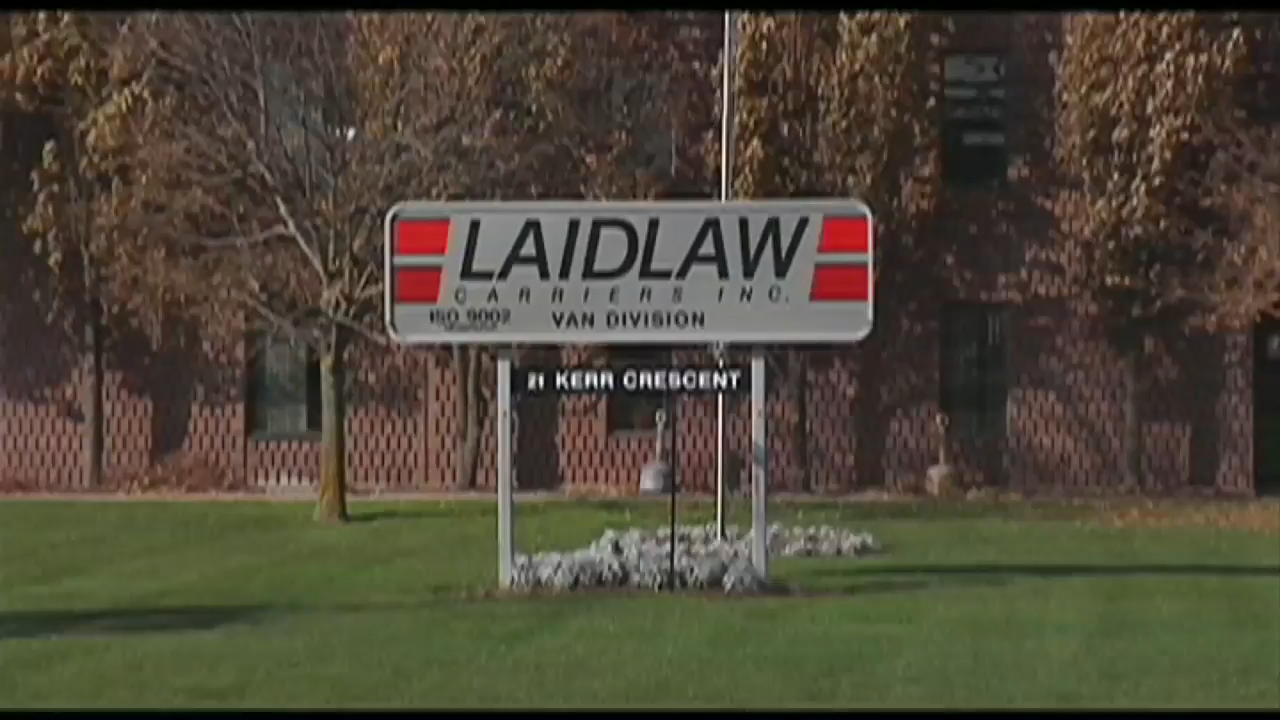 LAIDLAW
CARRIERS INC.
ISO 9002
VAN DIVISION
21 KERR CRESCENT